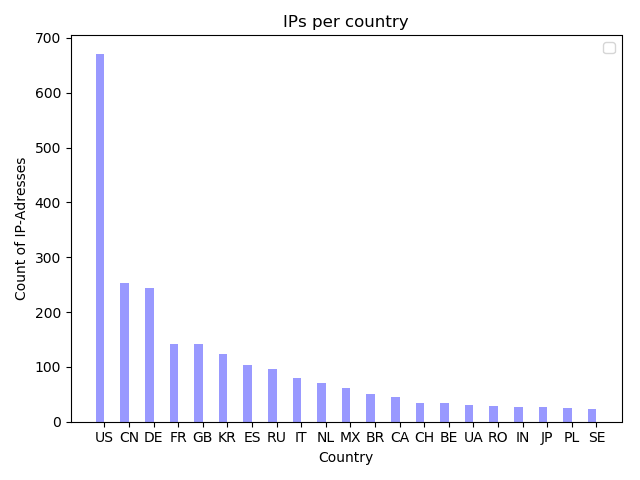 IPs per country
700
600
500
400
300
200
100
0
Count of IP-Adresses
US CN DE FR GB KR ES RU IT NL MX BR CA CH BE UA RO IN JP PL SE
Country